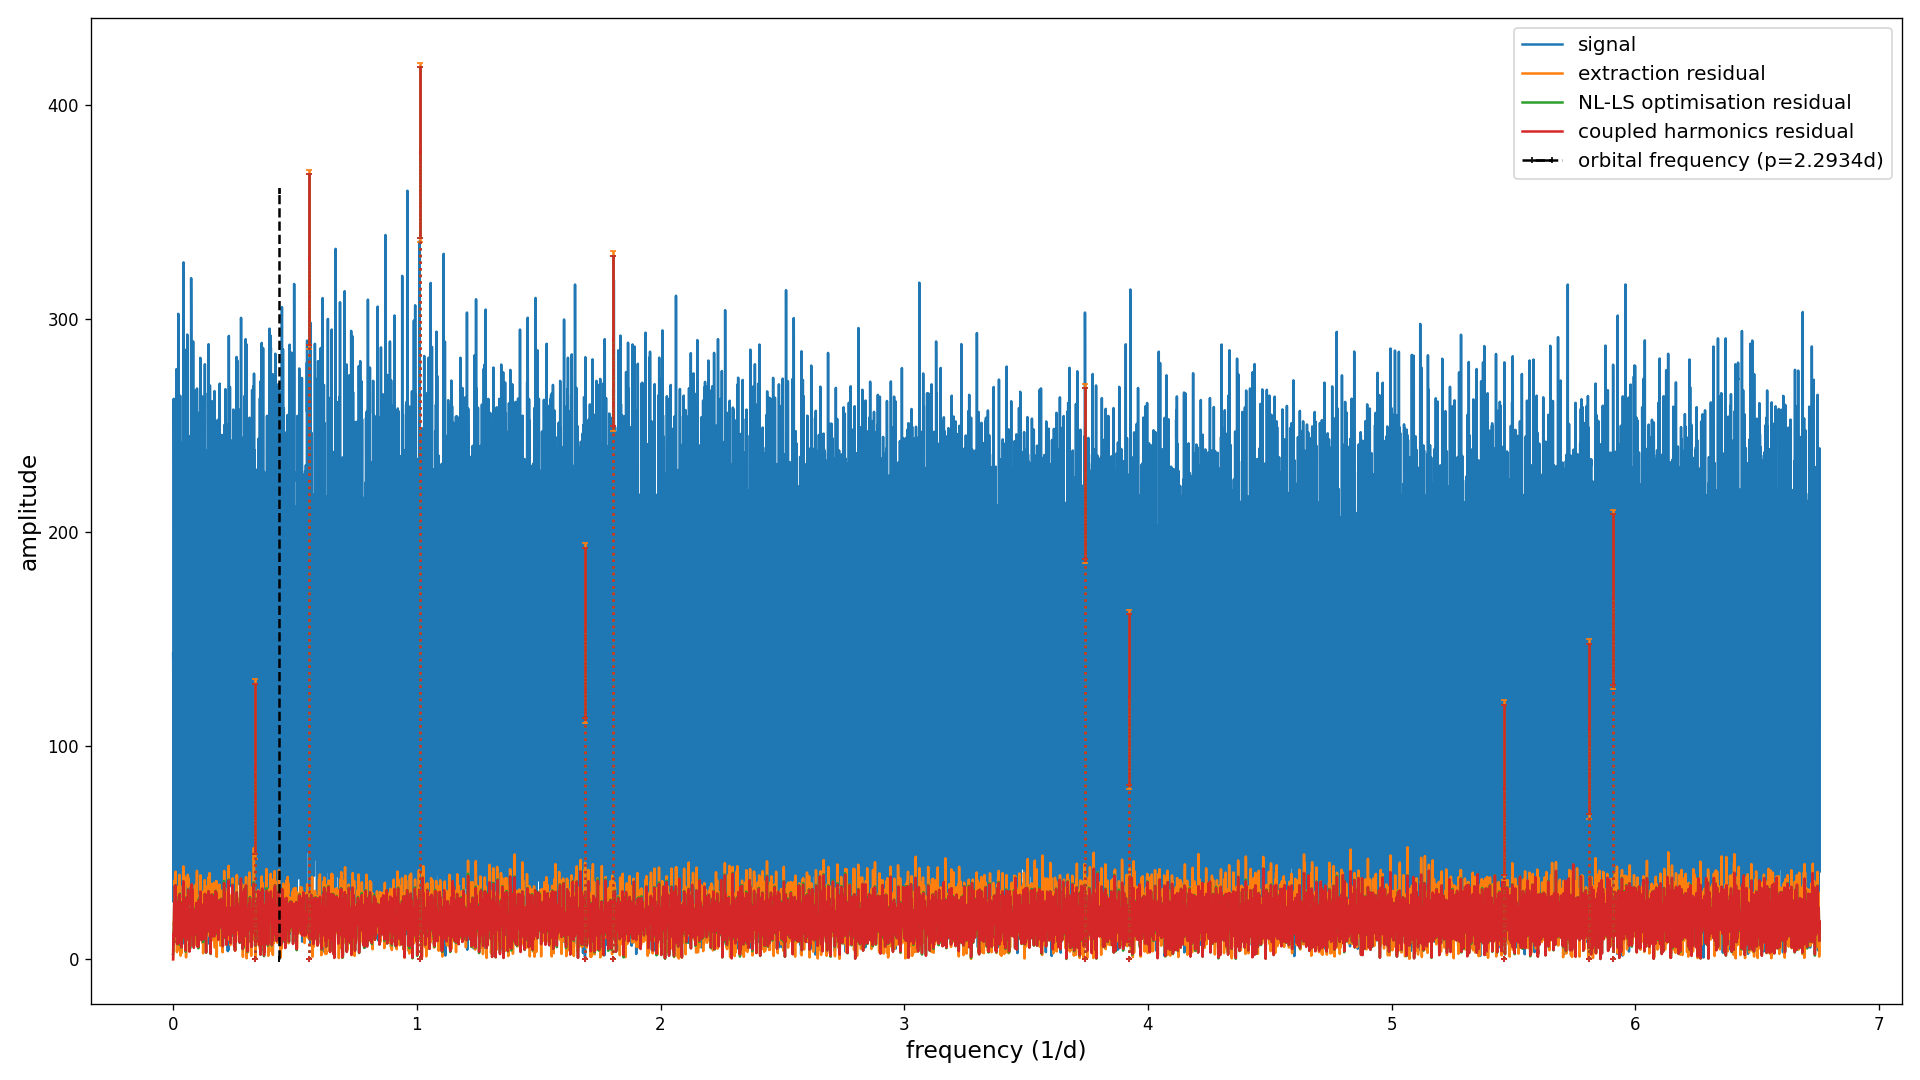 signal
extraction residual
NL-LS optimisation residual
coupled harmonics residual
orbital frequency (p=2.2934d)
amplitude
400
300
200
100
0
0 1 2 3 4 5 6 7
frequency (1/d)